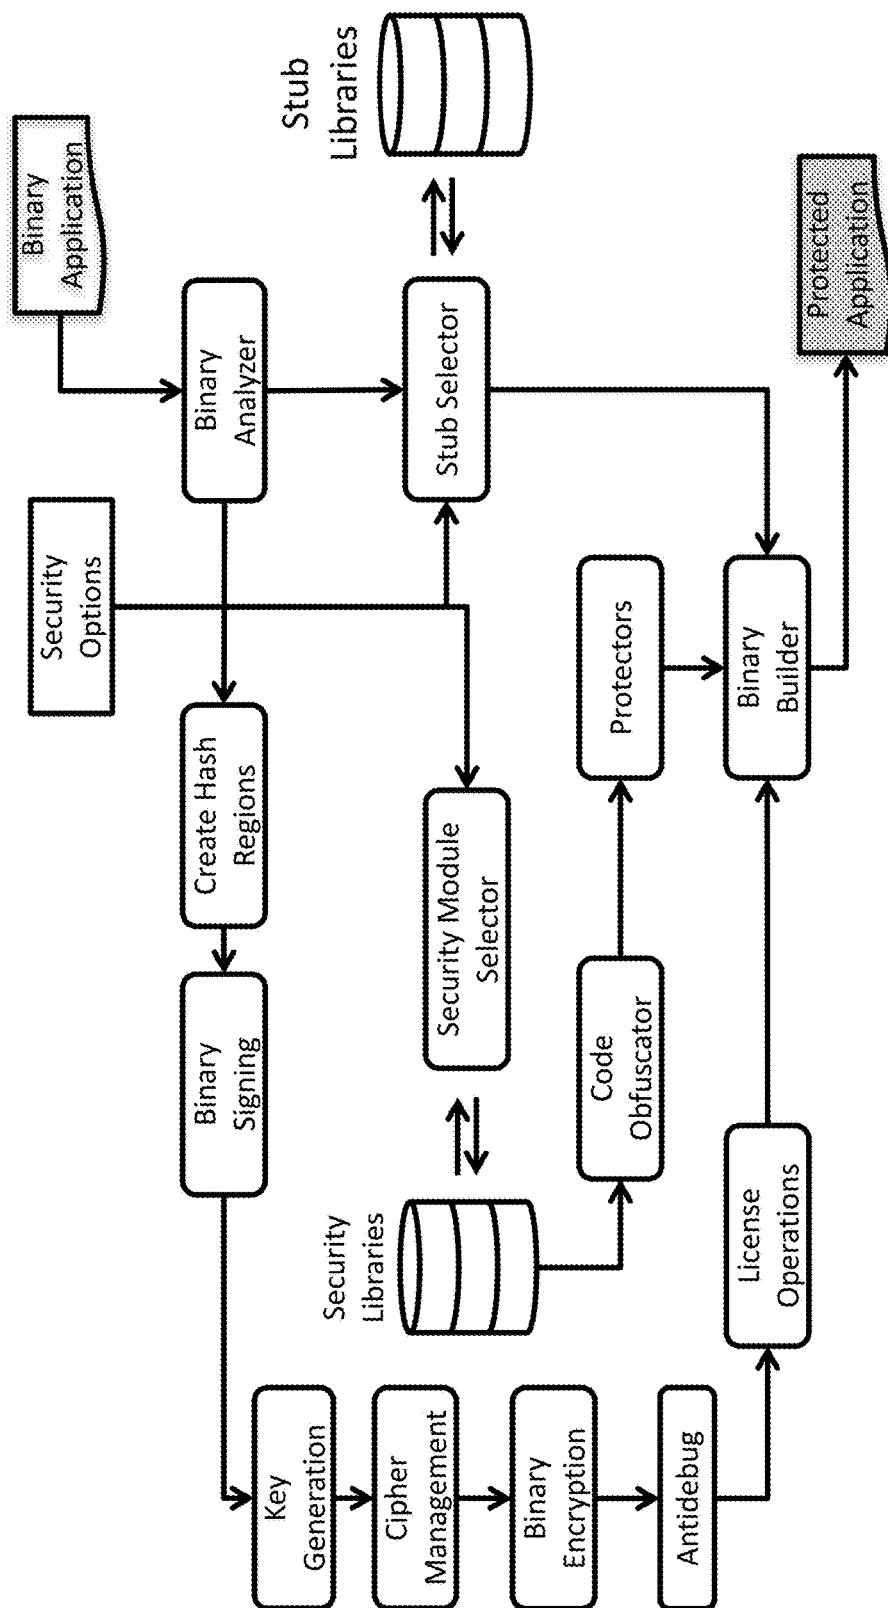 Binary
Application
Security
Options
Binary
Analyzer
Stub
Libraries
Stub Selector
Create Hash
Regions
Binary
Signing
Security Module
Selector
Security
Libraries
Key
Generation
Cipher
Management
Binary
Encryption
Antidebug
Code
Obfuscator
Protectors
License
Operations
Binary
Builder
Protected
Application